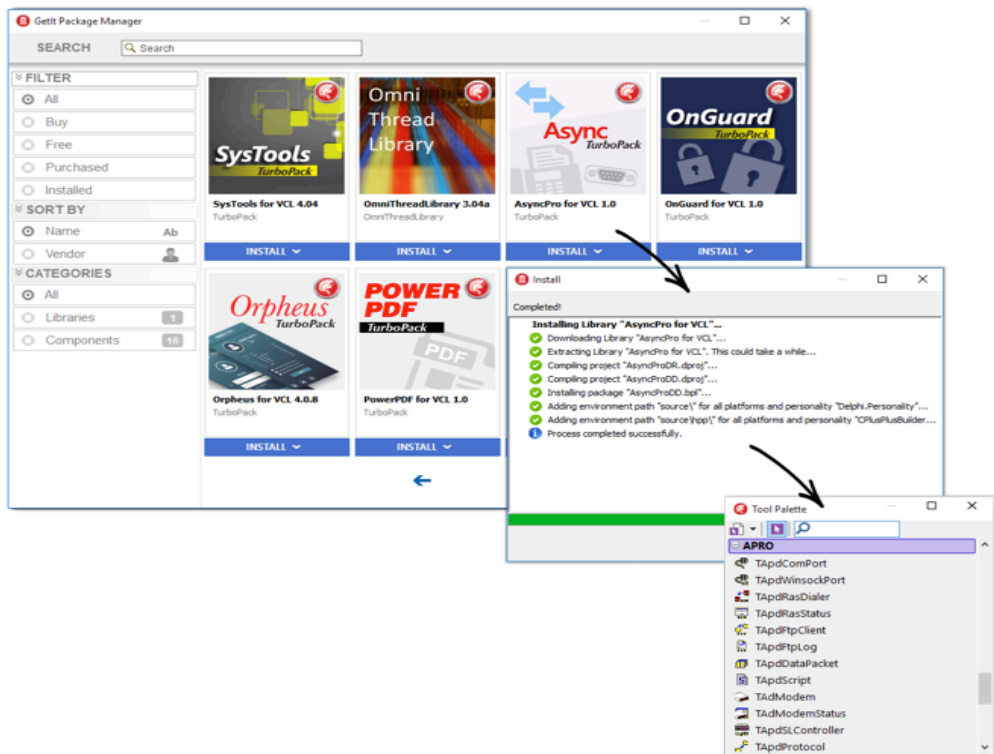 GetIt Package Manager
SEARCH
Search
FILTER
All
Buy
Free
Purchased
Installed
SORT BY
Name Ab
Vendor
CATEGORIES
All
Libraries 1
Components 16
SysTools
TurboPack
SysTools for VCL 4.04
TurboPack
INSTALL
Omni
Thread
Library
OmniThreadLibrary 3.04a
OmniThreadLibrary
INSTALL
Async
TurboPack
AsyncPro for VCL 1.0
TurboPack
INSTALL
OnGuard
TurboPack
OnGuard for VCL 1.0
TurboPack
INSTALL
Orpheus
TurboPack
Orpheus for VCL 4.0.8
TurboPack
INSTALL
POWER
PDF
TurboPack
PDF
PowerPDF for VCL 1.0
TurboPack
INSTALL
Install
Completed!
Installing Library "AsyncPro for VCL"...
Downloading Library "AsyncPro for VCL"...
Extracting Library "AsyncPro for VCL". This could take a while...
Compiling project "AsyncProDR.dproj"...
Compiling project "AsyncProDD.dproj"...
Installing package "AsyncProDD.bpl"...
Adding environment path "source\" for all platforms and personality "Delphi.Personality"...
Adding environment path "source\hpp\" for all platforms and personality "CPlusPlusBuilder...
Process completed successfully.
Tool Palette
APRO
TApdComPort
TApdWinsockPort
TApdRasDialer
TApdRasStatus
TApdFtpClient
TApdFtpLog
TApdDataPacket
TApdScript
TAdModem
TAdModemStatus
TApdSLController
TApdProtocol